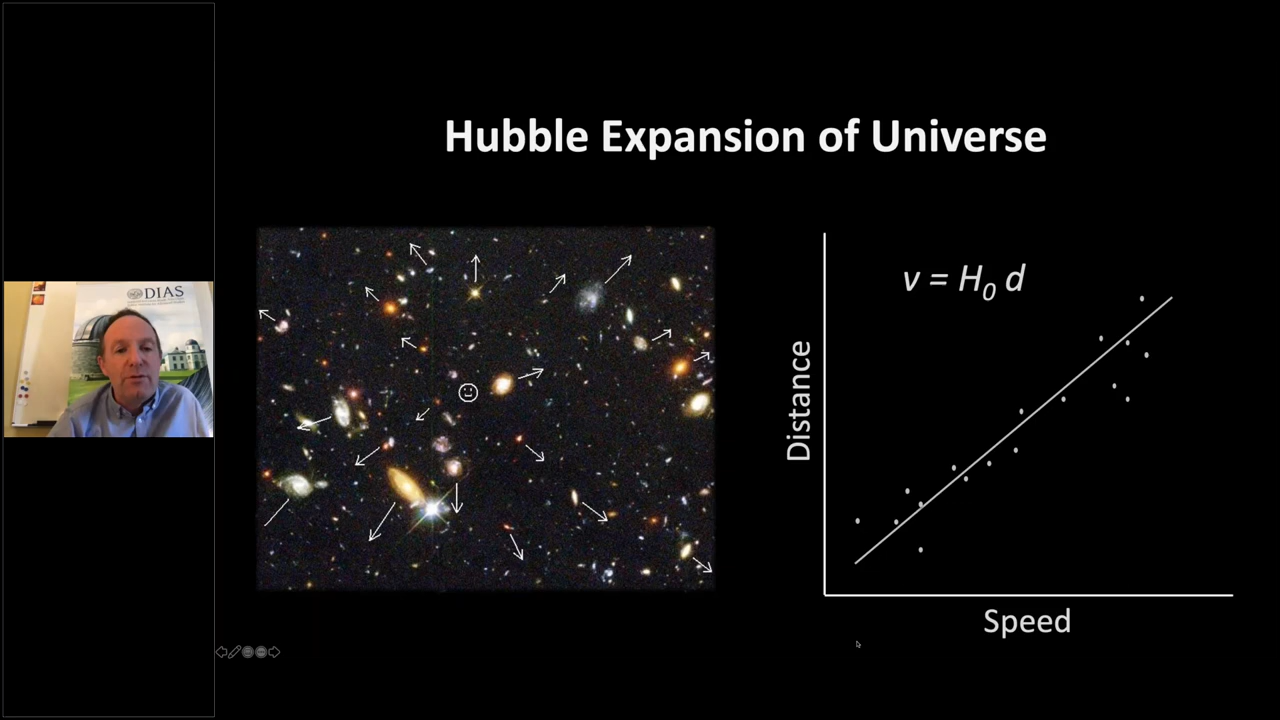 Hubble Expansion of Universe
DIAS
v = H₀ d
Distance
Speed